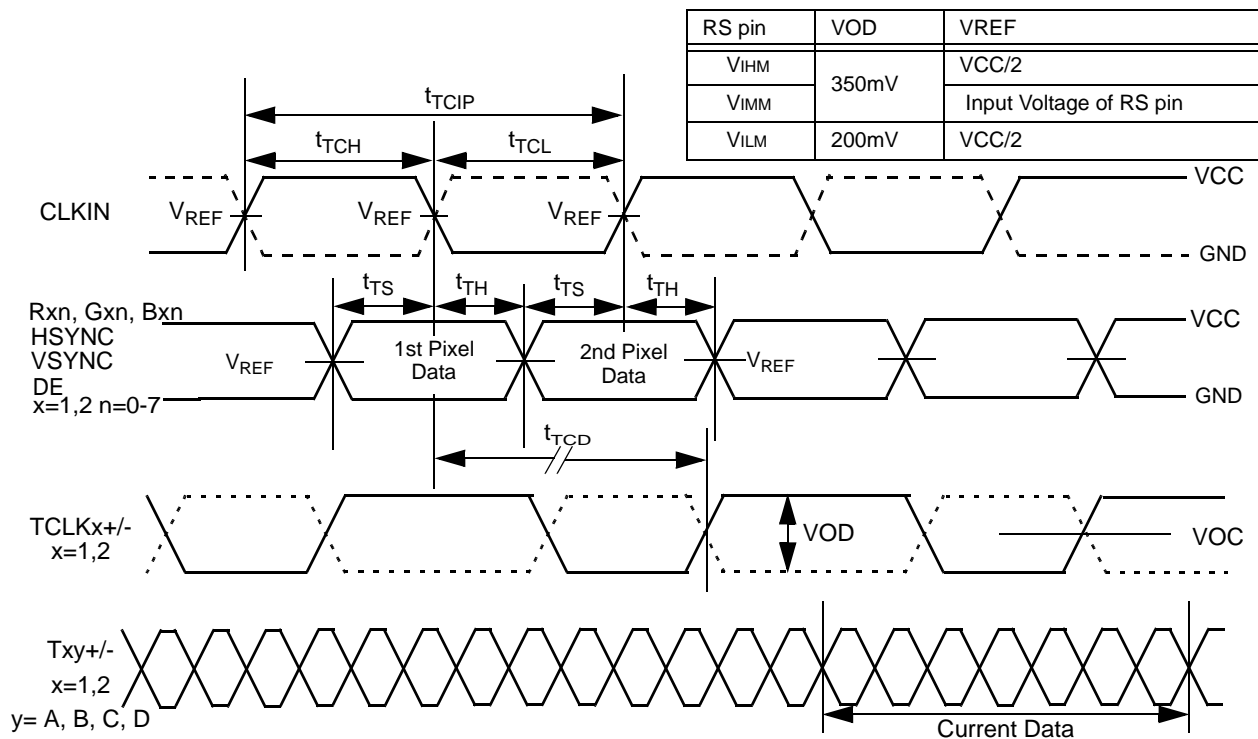 RS pin VOD VREF
VIHM 350mV VCC/2
VIMM Input Voltage of RS pin
VILM 200mV VCC/2
tTCIP
tTCH tTCL
CLKIN VREF VREF VREF VCC
GND
tTS tTH tTS tTH
Rxn, Gxn, Bxn
HSYNC
VSYNC
DE
x=1,2 n=0-7
VREF 1st Pixel Data 2nd Pixel Data VREF
VCC
GND
tTCD
TCLKx+/-
x=1,2
VOD VOC
Txy+/-
x=1,2
y= A, B, C, D
Current Data